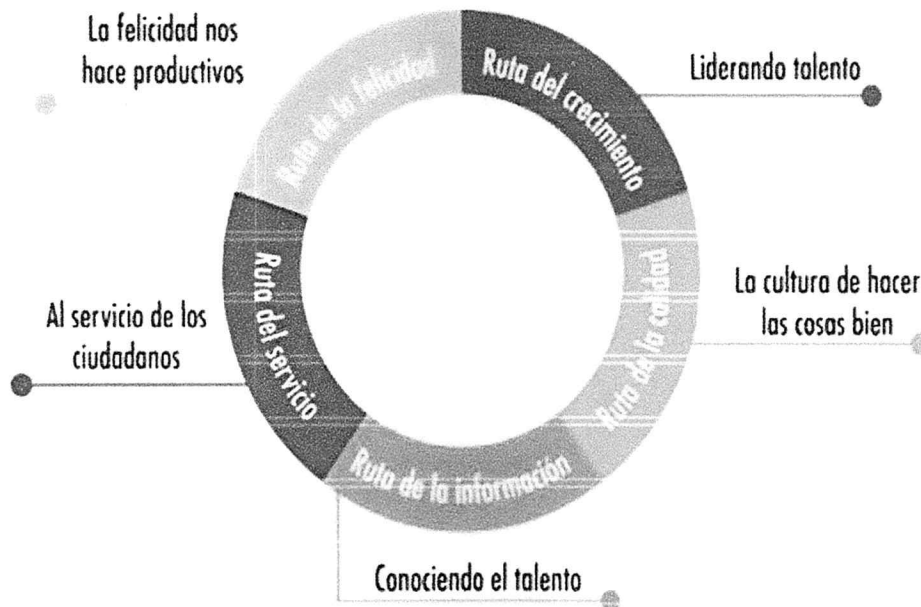 La felicidad nos
hace productivos
Ruta de la felicidad
Ruta del crecimiento
Liderando talento
Ruta de la calidad
La cultura de hacer
las cosas bien
Ruta del servicio
Al servicio de los
ciudadanos
Ruta de la información
Conociendo el talento